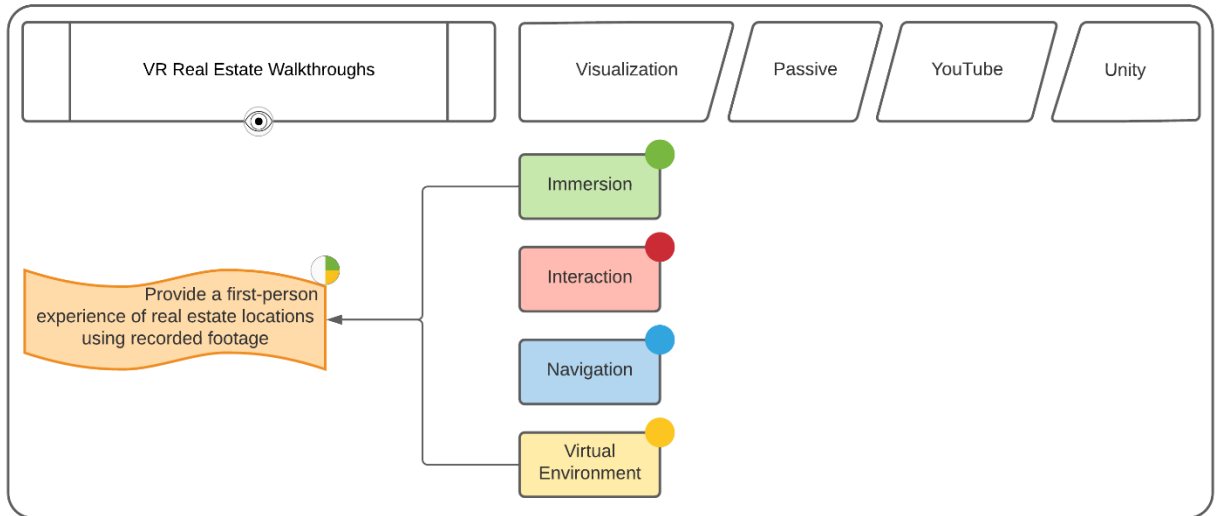 VR Real Estate Walkthroughs
Visualization
Passive
YouTube
Unity
Immersion
Interaction
Provide a first-person
experience of real estate locations
using recorded footage
Navigation
Virtual
Environment